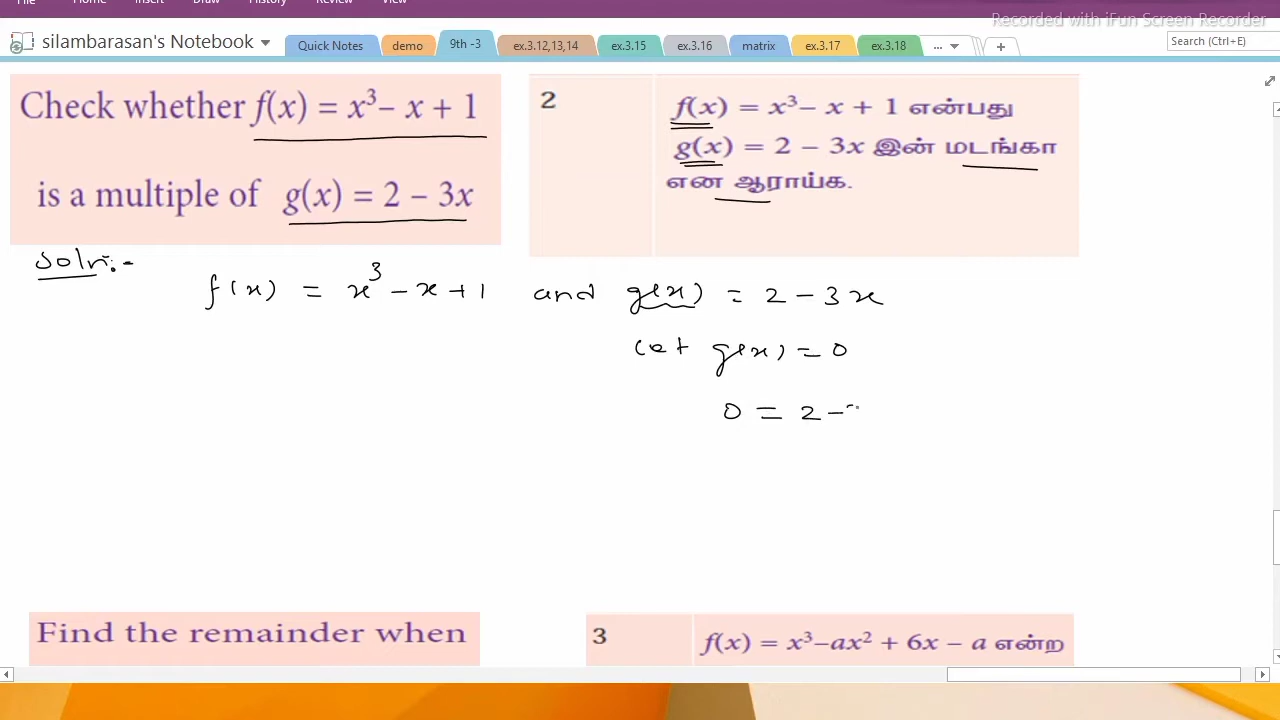 File Home Insert Draw History Review View
Recorded with iFun Screen Recorder
silambarasan's Notebook
Quick Notes demo 9th -3 ex.3.12,13,14 ex.3.15 ex.3.16 matrix ex.3.17 ex.3.18 ... +
Search (Ctrl+E)
Check whether f(x) = x³– x + 1
is a multiple of g(x) = 2 – 3x
2
f(x) = x³– x + 1 என்பது
g(x) = 2 – 3x இன் மடங்கா
என ஆராய்க.
Soln:-
f(x) = x³ - x + 1 and g(x) = 2 - 3x
let g(x) = 0
0 = 2 -
Find the remainder when
3
f(x) = x³–ax² + 6x – a என்ற